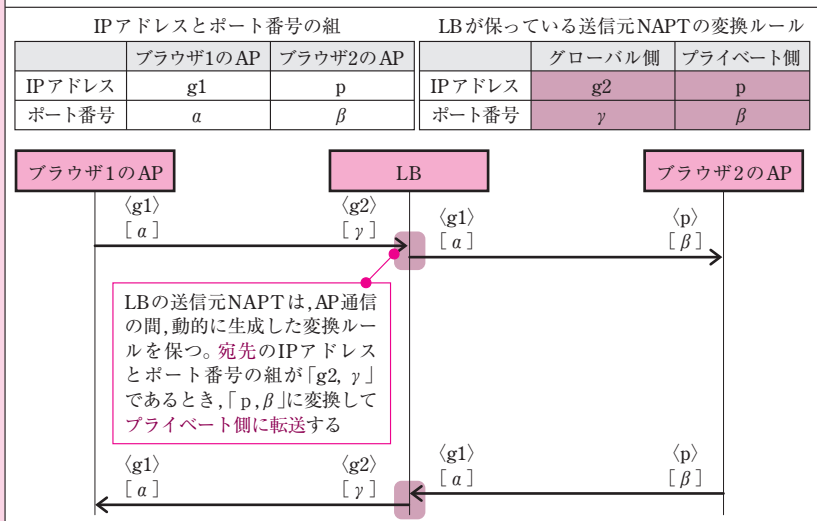 IPアドレスとポート番号の組
ブラウザ1のAP ブラウザ2のAP
IPアドレス g1 p
ポート番号 α β
LBが保っている送信元NAPTの変換ルール
グローバル側 プライベート側
IPアドレス g2 p
ポート番号 γ β
ブラウザ1のAP LB ブラウザ2のAP
〈g1〉 〈g2〉 〈g1〉 〈p〉
[α] [γ] [α] [β]
LBの送信元NAPTは,AP通信
の間,動的に生成した変換ルー
ルを保つ。宛先のIPアドレス
とポート番号の組が「g2, γ」
であるとき,「p,β」に変換して
プライベート側に転送する
〈g1〉 〈g2〉 〈g1〉 〈p〉
[α] [γ] [α] [β]